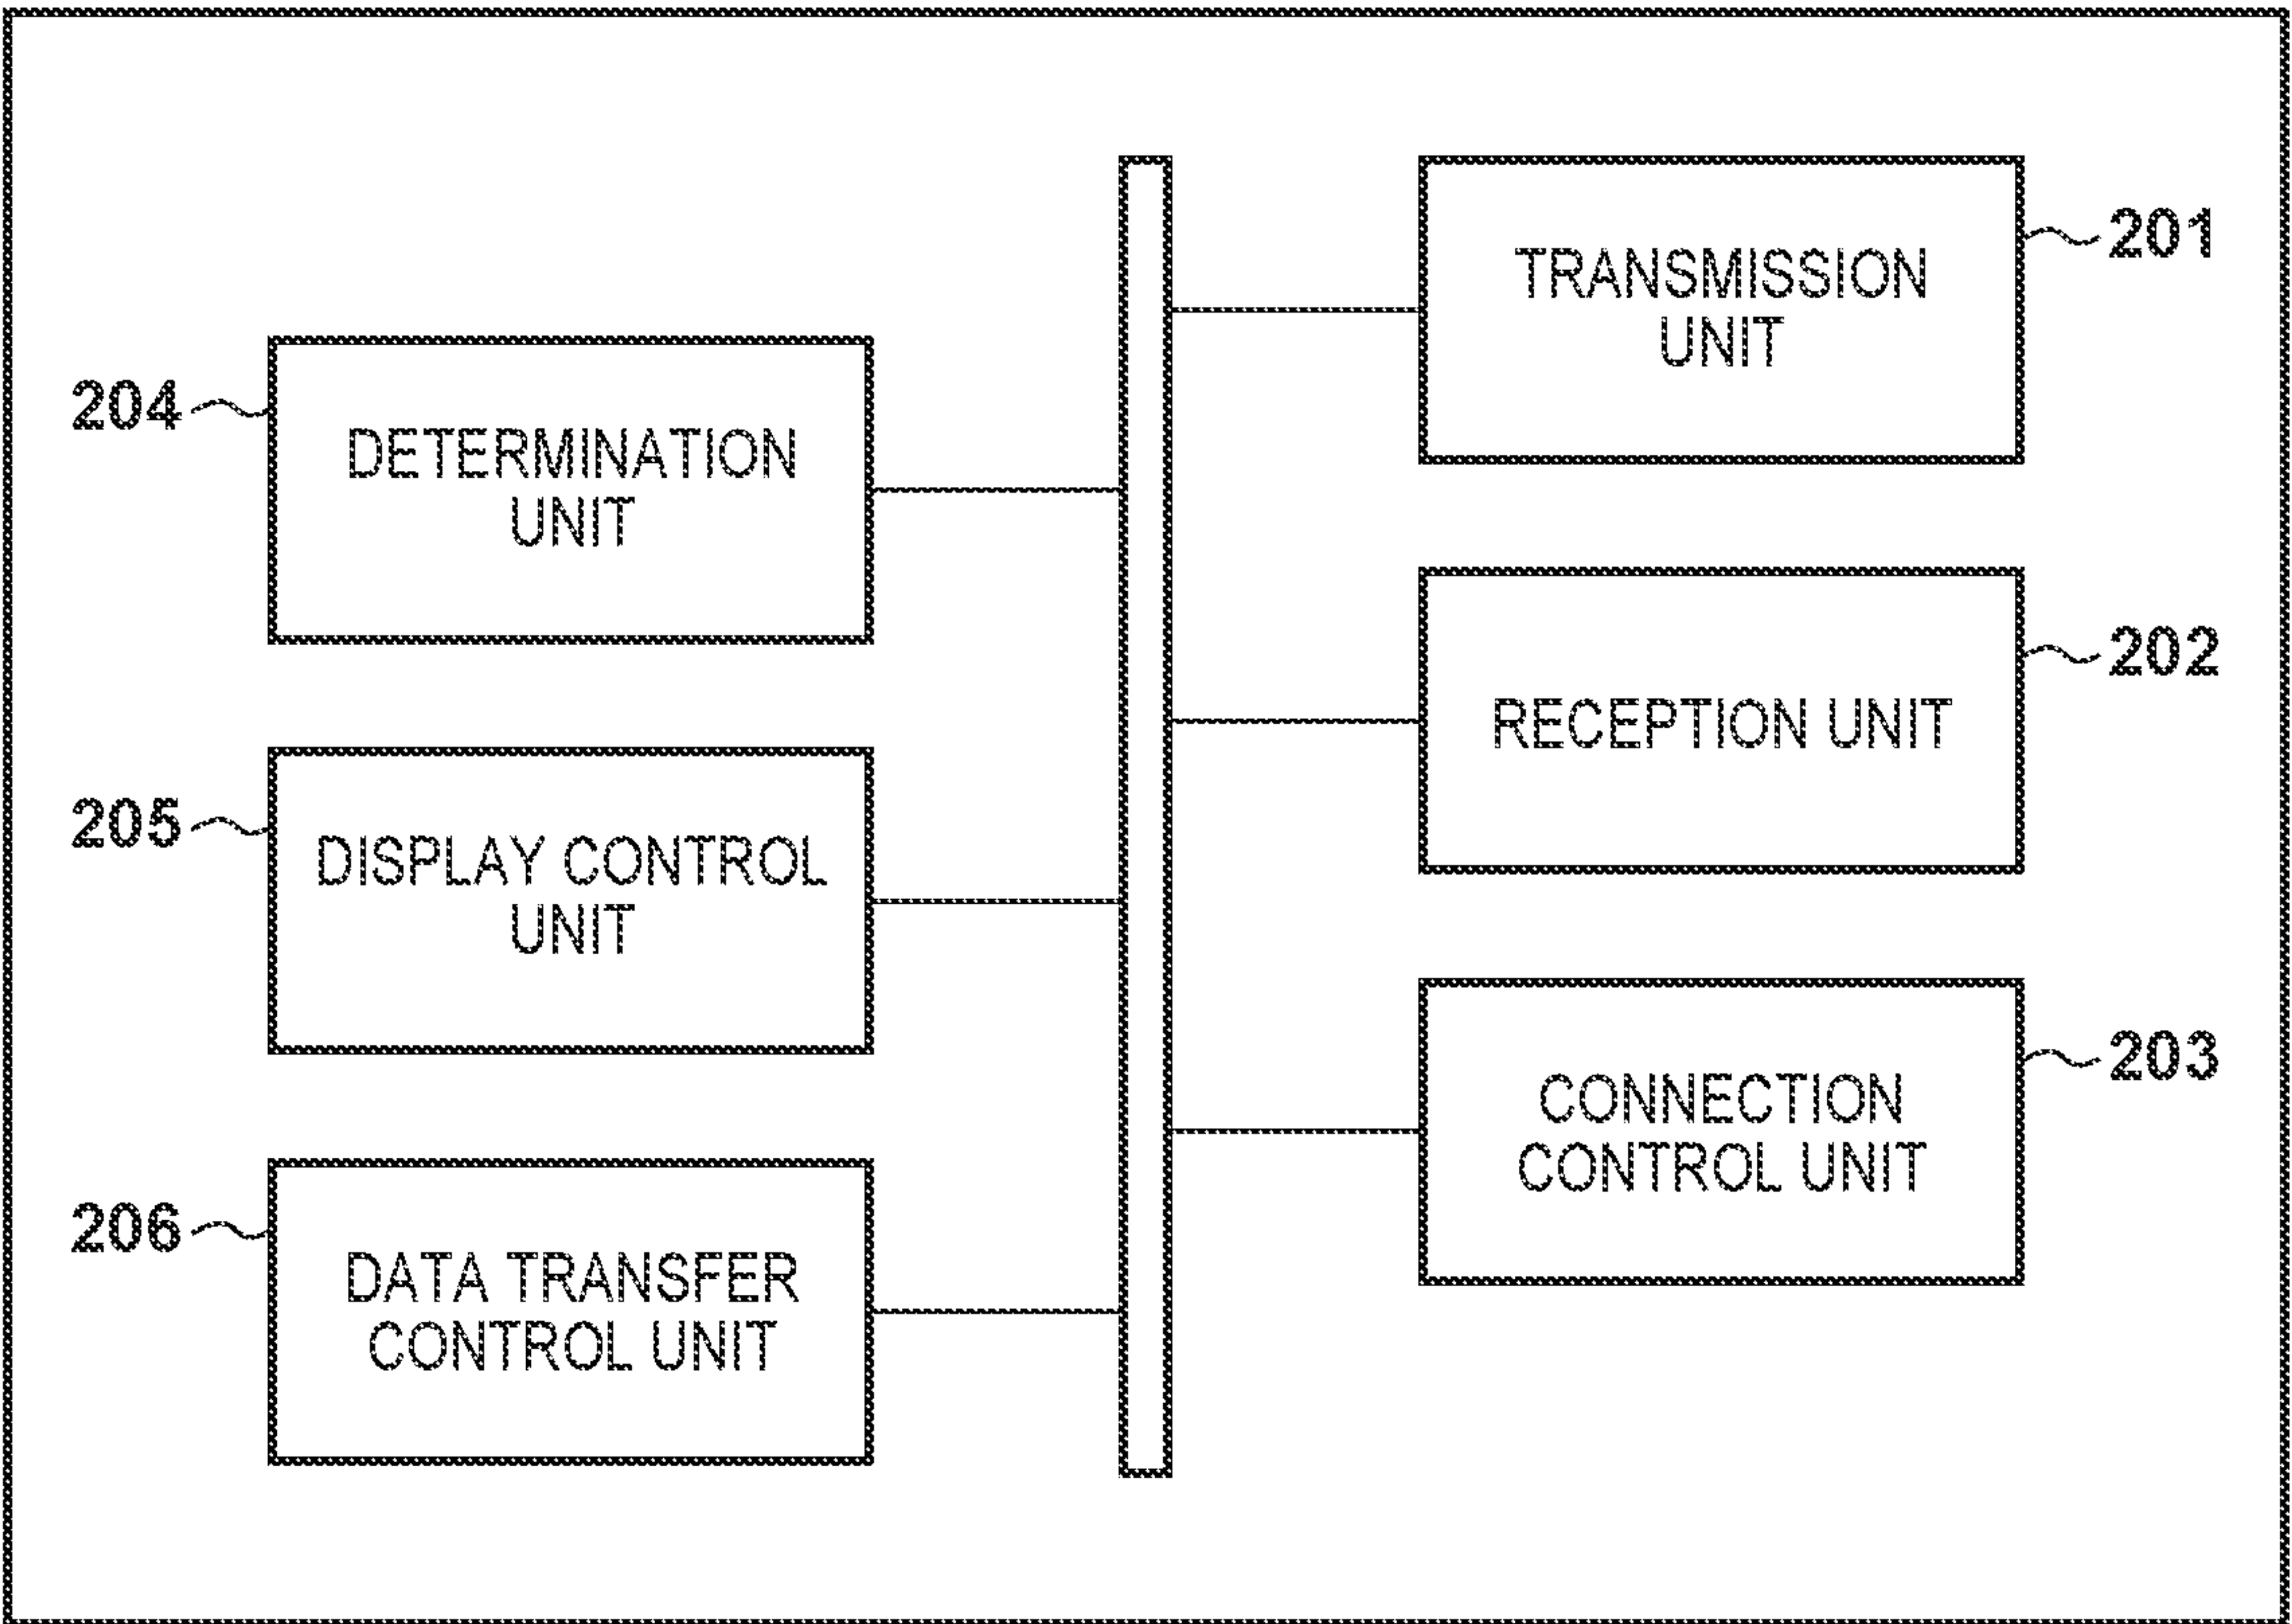 201
TRANSMISSION
UNIT
204
DETERMINATION
UNIT
202
RECEPTION UNIT
205
DISPLAY CONTROL
UNIT
203
CONNECTION
CONTROL UNIT
206
DATA TRANSFER
CONTROL UNIT